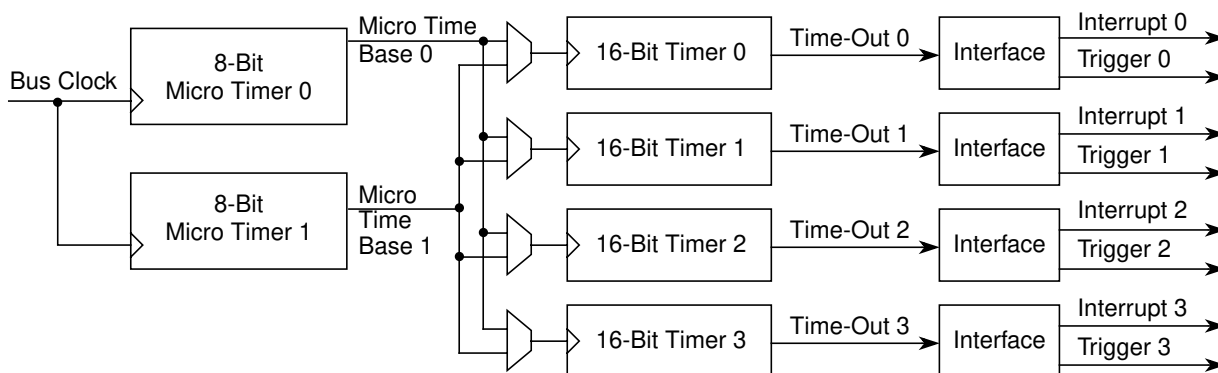 Bus Clock
8-Bit
Micro Timer 0
8-Bit
Micro Timer 1
Micro Time
Base 0
Micro
Time
Base 1
16-Bit Timer 0
Time-Out 0
Interface
Interrupt 0
Trigger 0
16-Bit Timer 1
Time-Out 1
Interface
Interrupt 1
Trigger 1
16-Bit Timer 2
Time-Out 2
Interface
Interrupt 2
Trigger 2
16-Bit Timer 3
Time-Out 3
Interface
Interrupt 3
Trigger 3